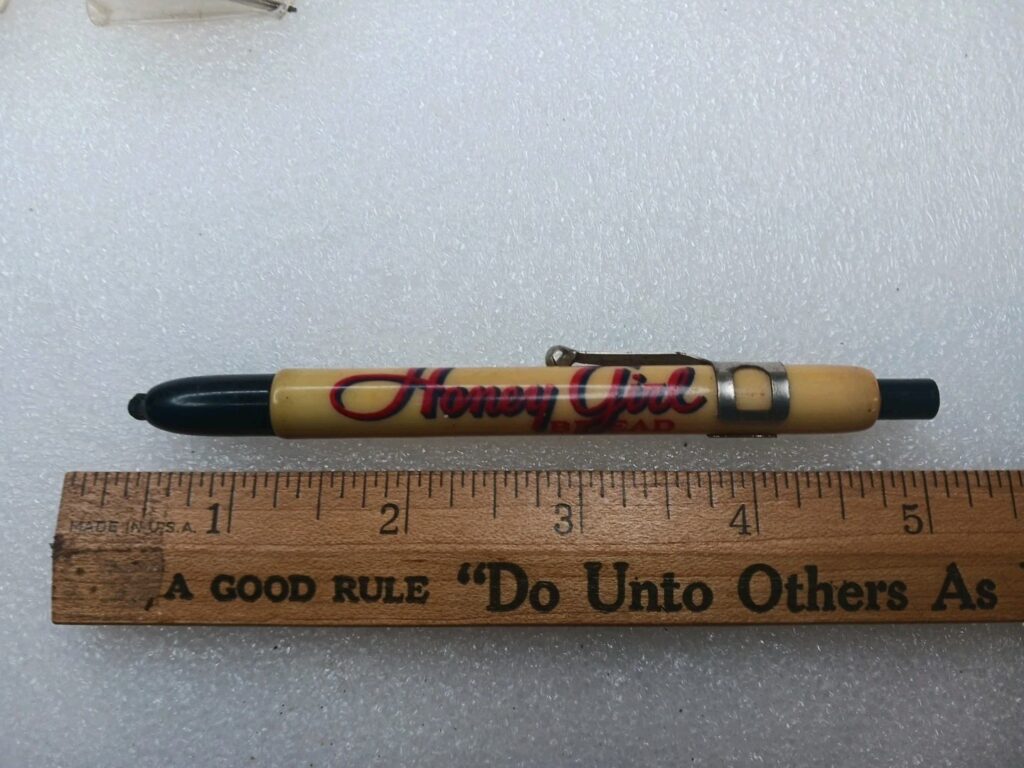 Honey Girl
BREAD
1 2 3 4 5
MADE IN U.S.A.
A GOOD RULE "Do Unto Others As